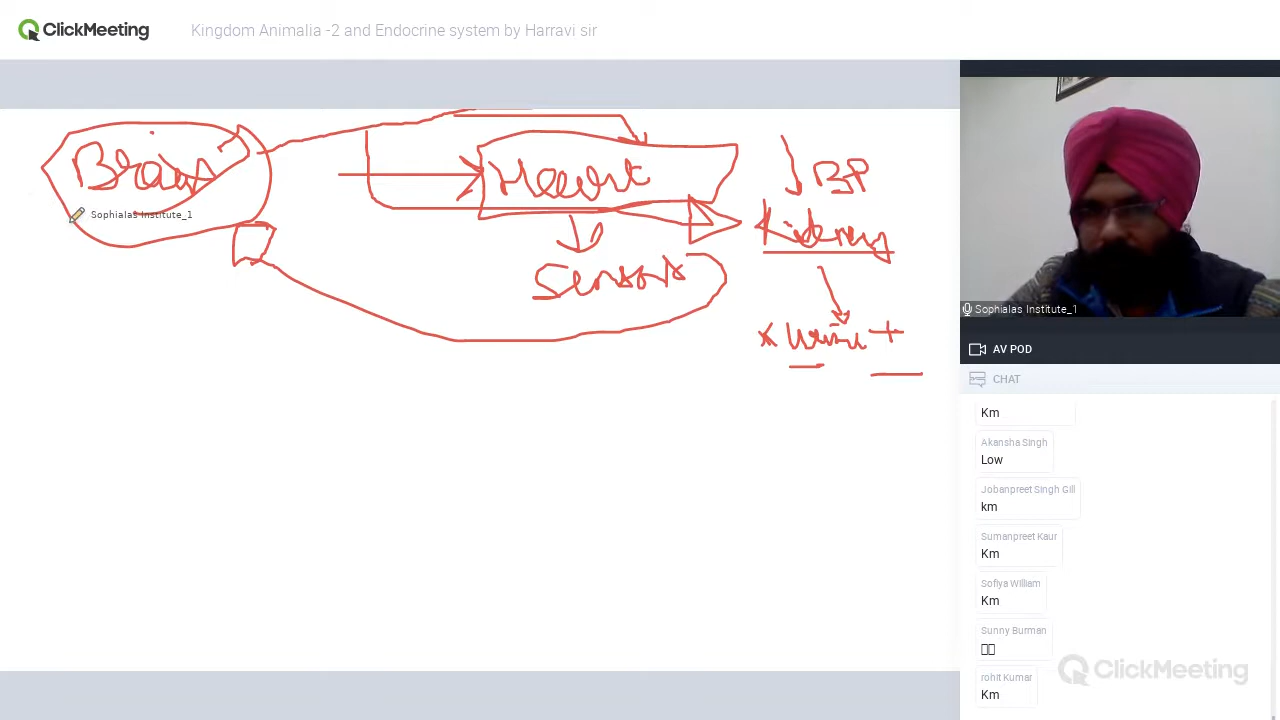 ClickMeeting
Kingdom Animalia -2 and Endocrine system by Harravi sir
Brain
Heart
↓ BP
Kidney
Sensors
* Urine +
Sophialas Institute_1
Sophialas Institute_1
AV POD
CHAT
Km
Akansha Singh
Low
Jobanpreet Singh Gill
km
Sumanpreet Kaur
Km
Sofiya William
Km
Sunny Burman
rohit Kumar
Km
ClickMeeting